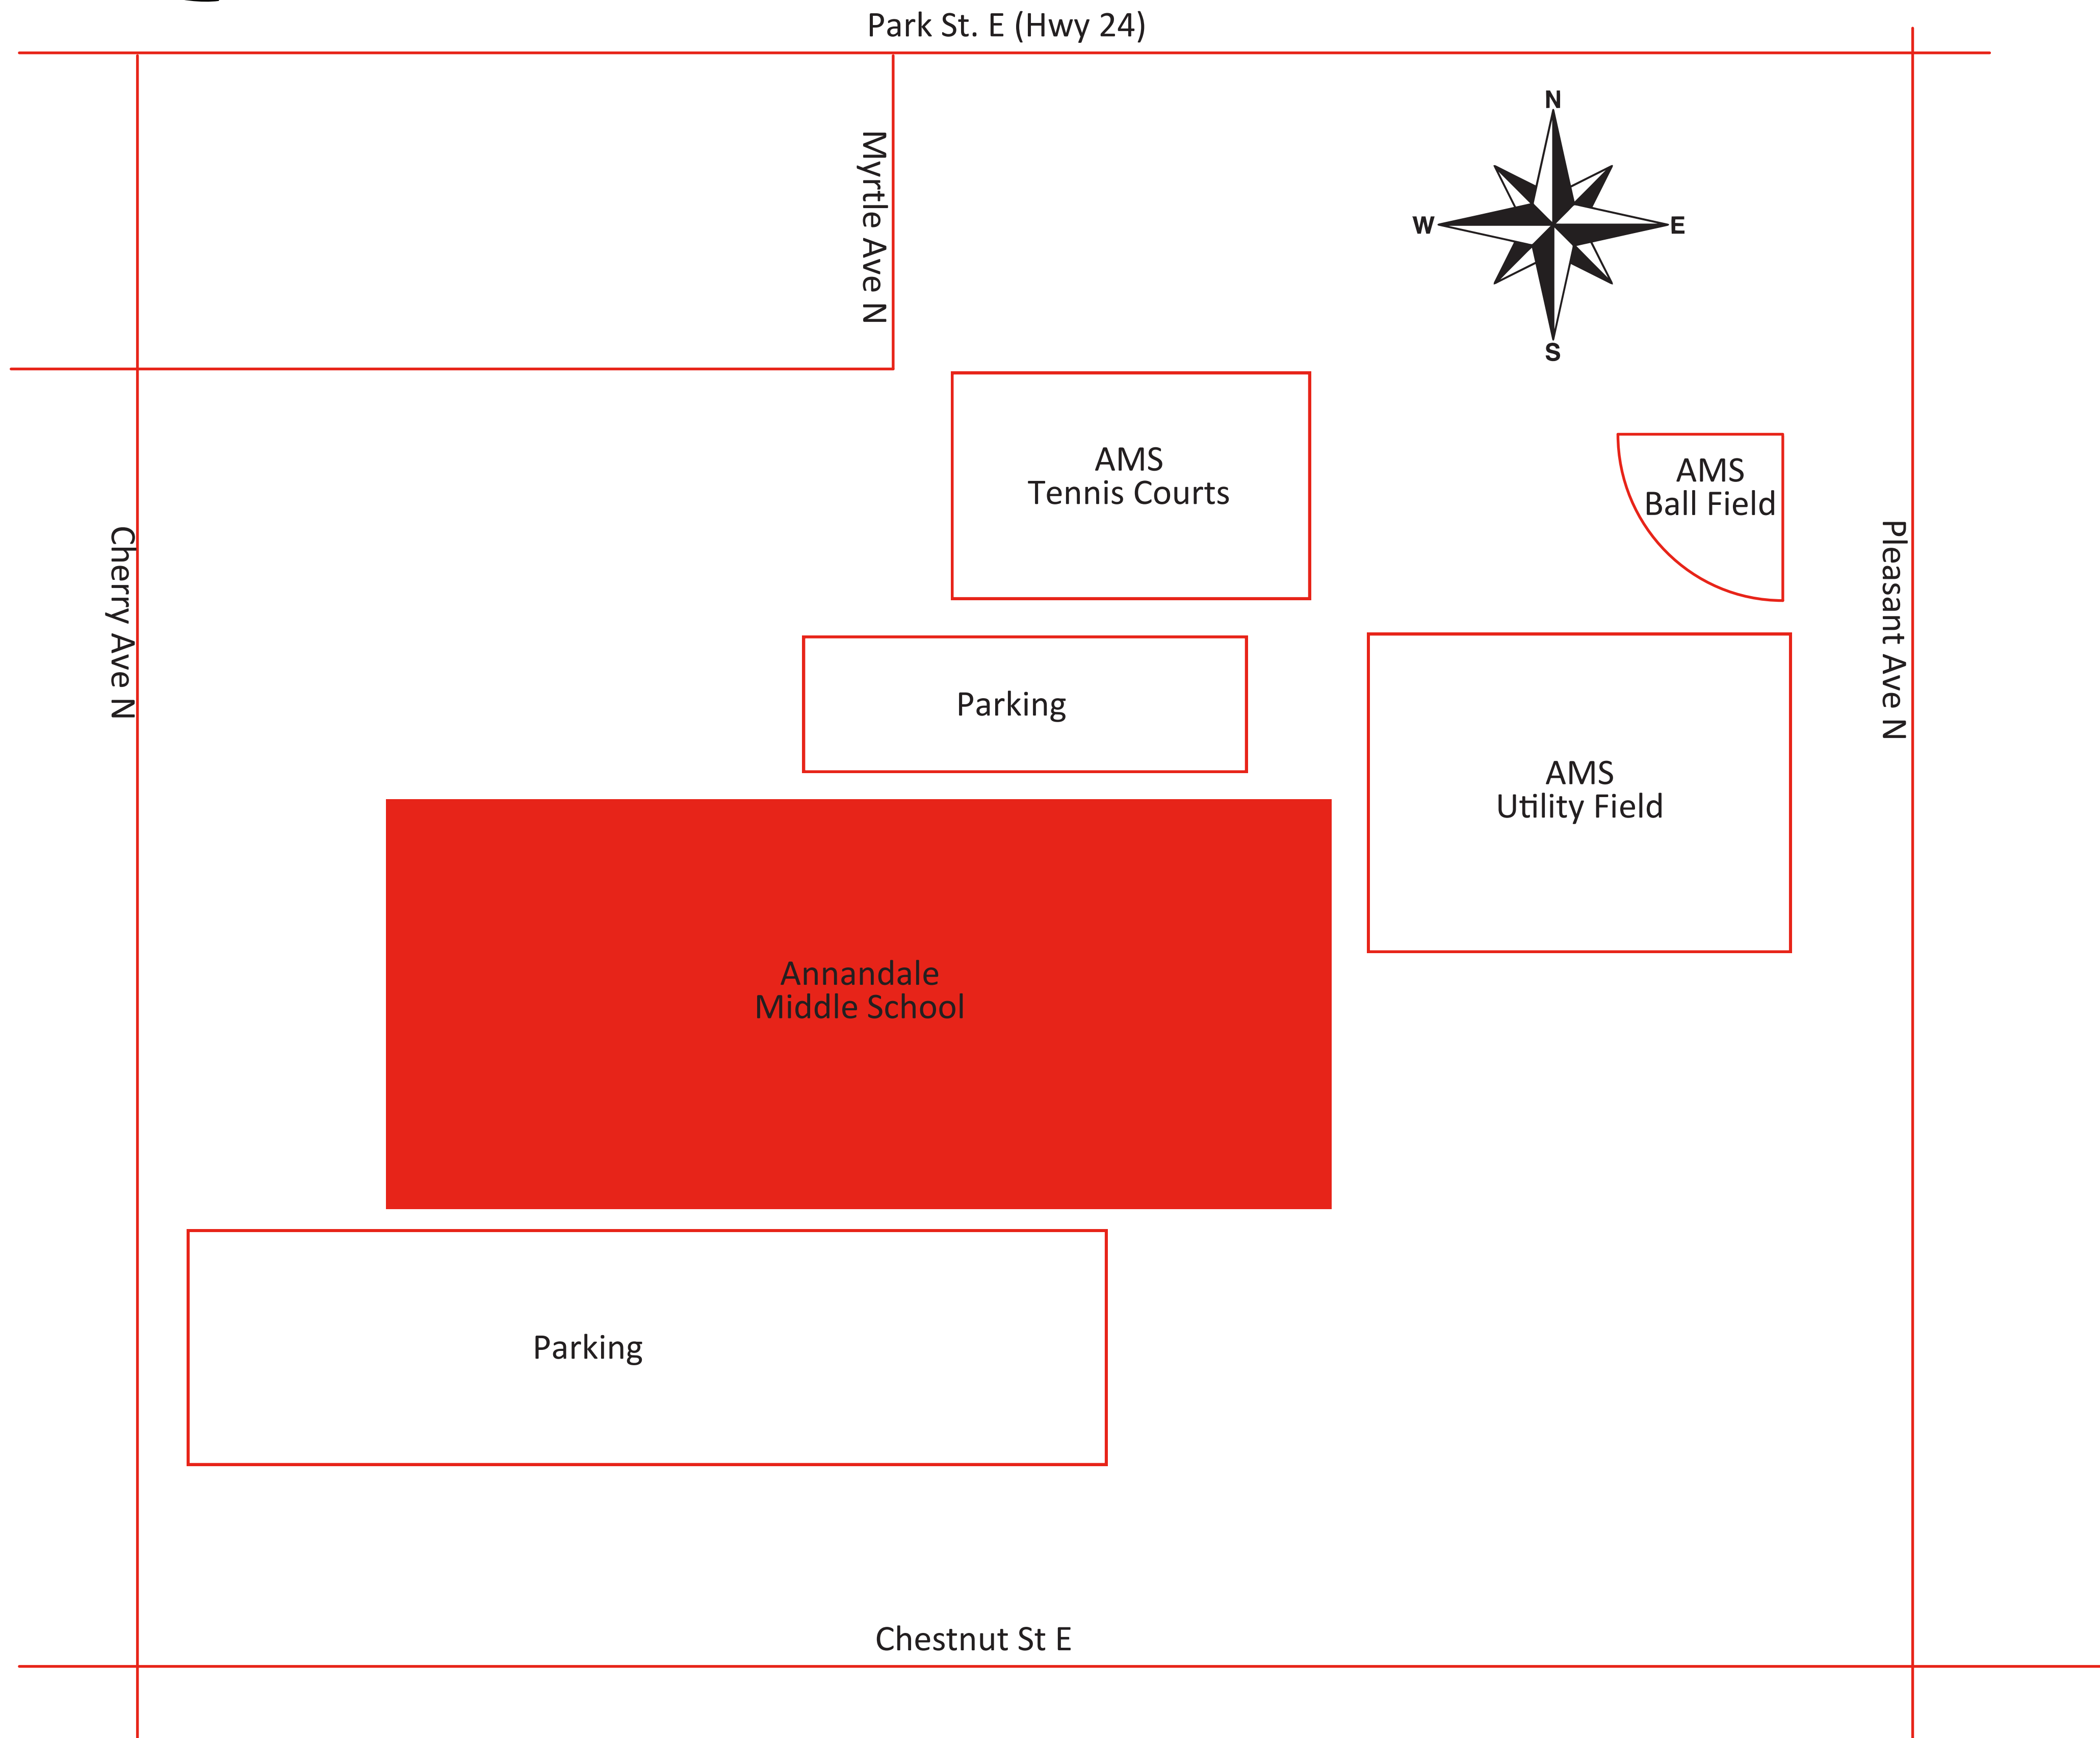 Park St. E (Hwy 24)
Myrtle Ave N
N
W
E
S
AMS
Tennis Courts
AMS
Ball Field
Cherry Ave N
Pleasant Ave N
Parking
AMS
Utility Field
Annandale
Middle School
Parking
Chestnut St E